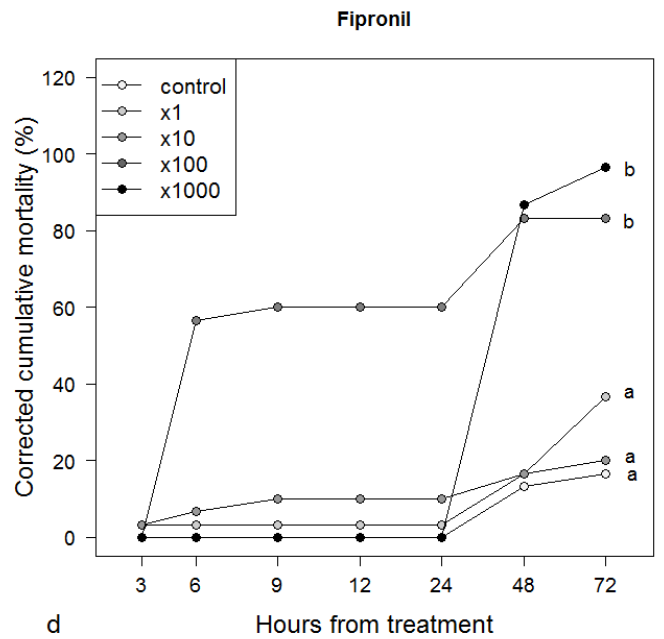 Fipronil
Corrected cumulative mortality (%)
120
100
80
60
40
20
0
control
x1
x10
x100
x1000
b
b
a
a
a
3 6 9 12 24 48 72
d Hours from treatment